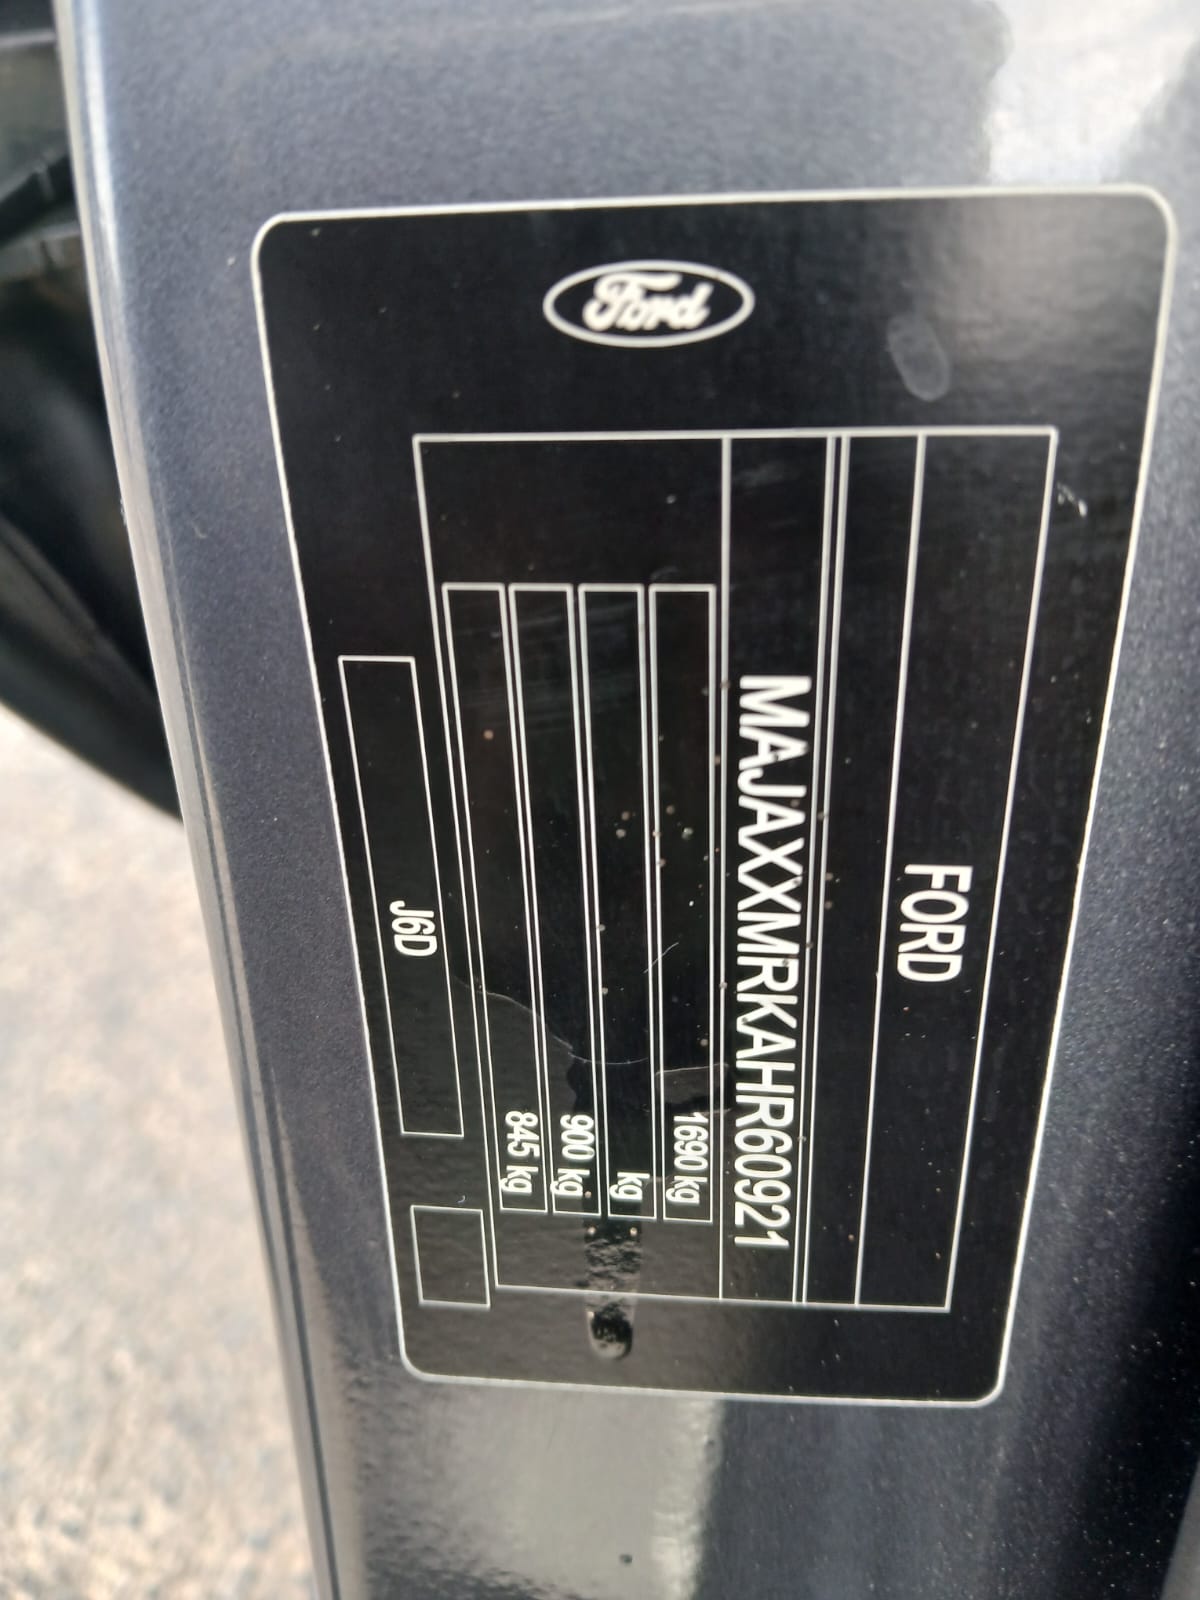 Ford
FORD
MAJAXXMRKAHR60921
1690 kg
kg
900 kg
845 kg
J6D